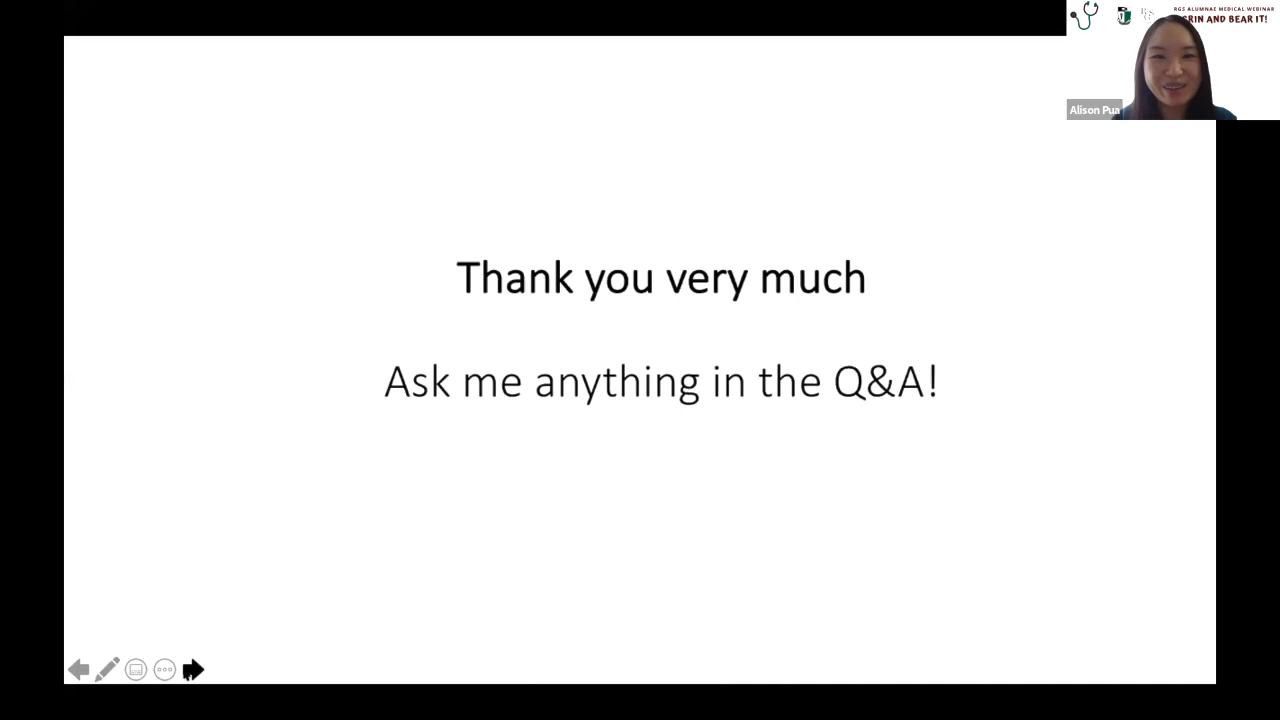 RGS ALUMNAE MEDICAL WEBINAR
GRIN AND BEAR IT!
Alison Pua
Thank you very much
Ask me anything in the Q&A!